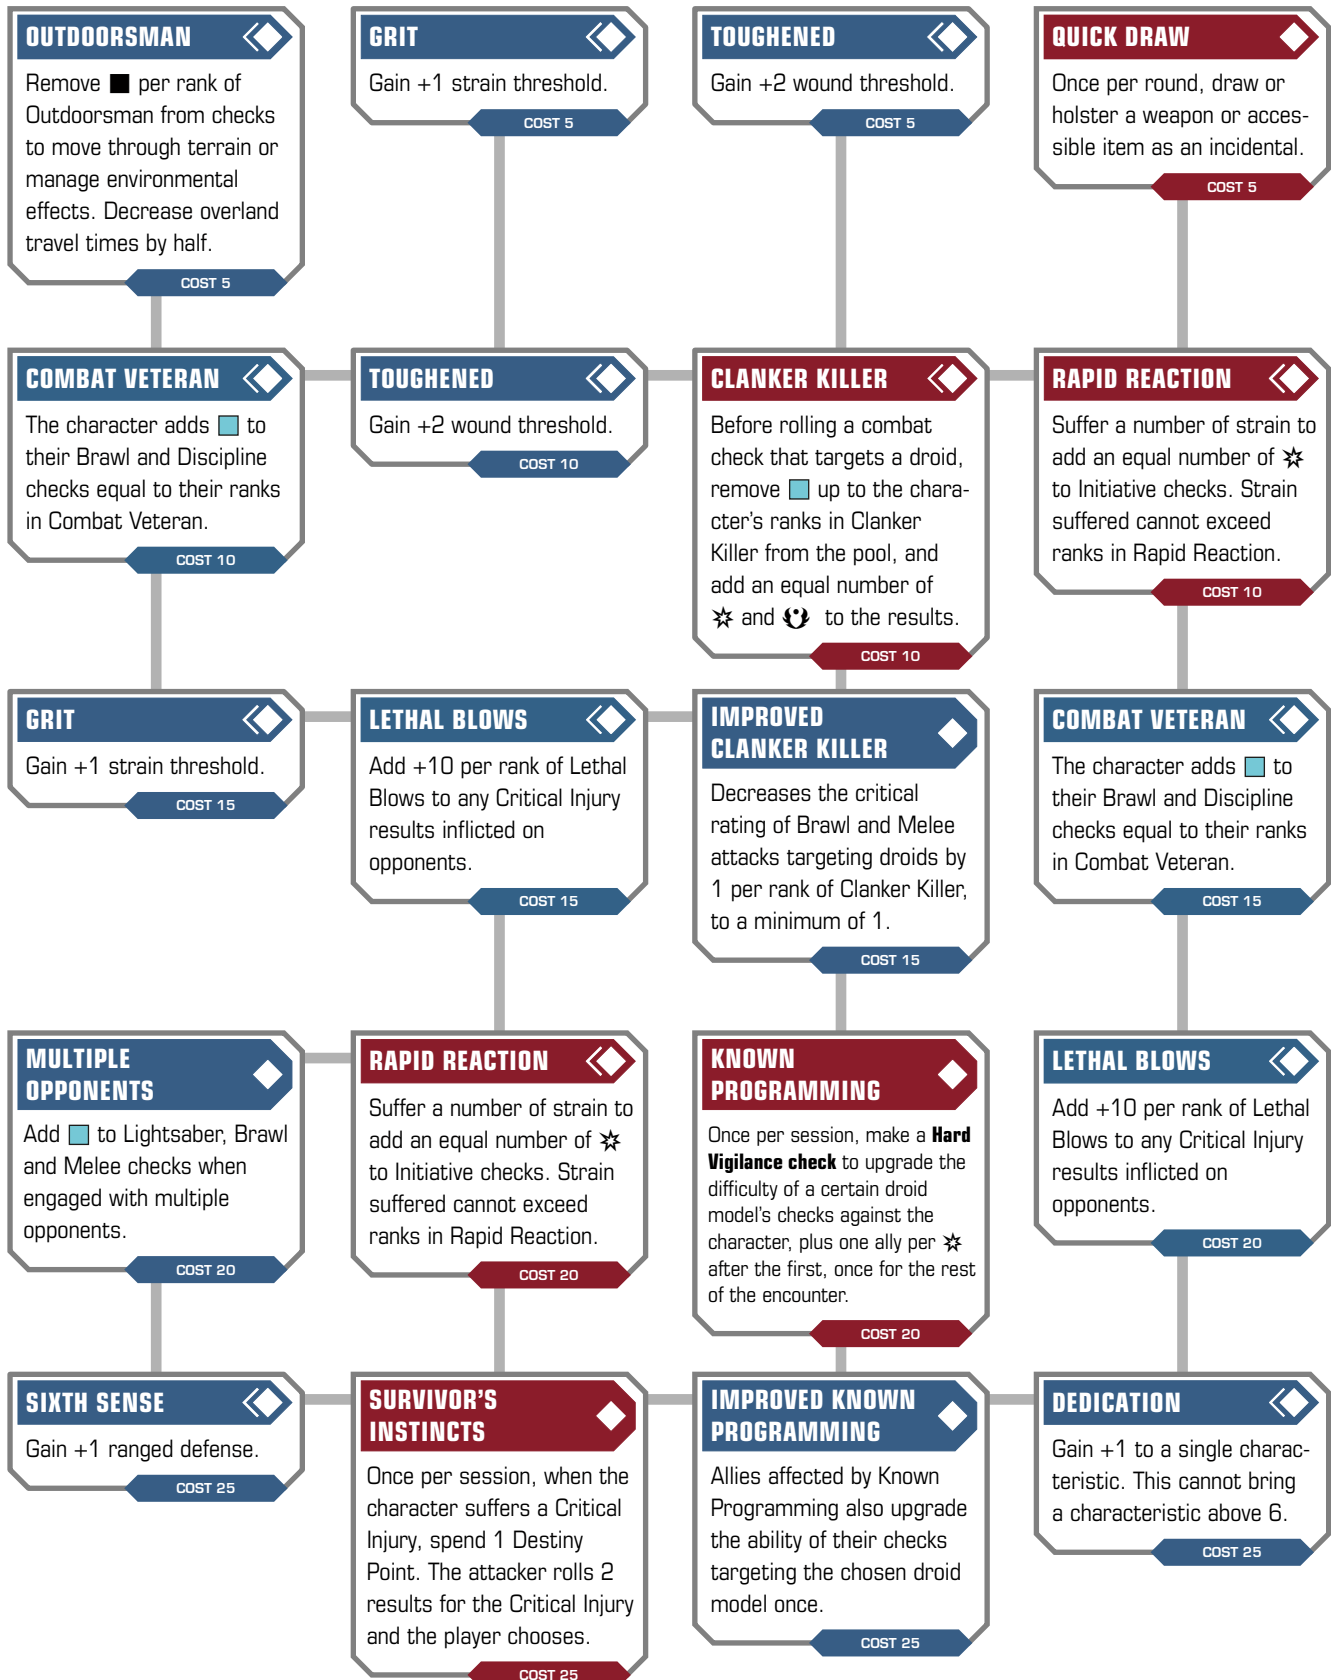 OUTDOORSMAN
Remove per rank of
Outdoorsman from checks
to move through terrain or
manage environmental
effects. Decrease overland
travel times by half.
COST 5
GRIT
Gain +1 strain threshold.
COST 5
TOUGHENED
Gain +2 wound threshold.
COST 5
QUICK DRAW
Once per round, draw or
holster a weapon or acces-
sible item as an incidental.
COST 5
COMBAT VETERAN
The character adds to
their Brawl and Discipline
checks equal to their ranks
in Combat Veteran.
COST 10
TOUGHENED
Gain +2 wound threshold.
COST 10
CLANKER KILLER
Before rolling a combat
check that targets a droid,
remove up to the chara-
cter's ranks in Clanker
Killer from the pool, and
add an equal number of
and to the results.
COST 10
RAPID REACTION
Suffer a number of strain to
add an equal number of
to Initiative checks. Strain
suffered cannot exceed
ranks in Rapid Reaction.
COST 10
GRIT
Gain +1 strain threshold.
COST 15
LETHAL BLOWS
Add +10 per rank of Lethal
Blows to any Critical Injury
results inflicted on
opponents.
COST 15
IMPROVED
CLANKER KILLER
Decreases the critical
rating of Brawl and Melee
attacks targeting droids by
1 per rank of Clanker Killer,
to a minimum of 1.
COST 15
COMBAT VETERAN
The character adds to
their Brawl and Discipline
checks equal to their ranks
in Combat Veteran.
COST 15
MULTIPLE
OPPONENTS
Add to Lightsaber, Brawl
and Melee checks when
engaged with multiple
opponents.
COST 20
RAPID REACTION
Suffer a number of strain to
add an equal number of
to Initiative checks. Strain
suffered cannot exceed
ranks in Rapid Reaction.
COST 20
KNOWN
PROGRAMMING
Once per session, make a Hard
Vigilance check to upgrade the
difficulty of a certain droid
model's checks against the
character, plus one ally per
after the first, once for the rest
of the encounter.
COST 20
LETHAL BLOWS
Add +10 per rank of Lethal
Blows to any Critical Injury
results inflicted on
opponents.
COST 20
SIXTH SENSE
Gain +1 ranged defense.
COST 25
SURVIVOR'S
INSTINCTS
Once per session, when the
character suffers a Critical
Injury, spend 1 Destiny
Point. The attacker rolls 2
results for the Critical Injury
and the player chooses.
COST 25
IMPROVED KNOWN
PROGRAMMING
Allies affected by Known
Programming also upgrade
the ability of their checks
targeting the chosen droid
model once.
COST 25
DEDICATION
Gain +1 to a single charac-
teristic. This cannot bring
a characteristic above 6.
COST 25